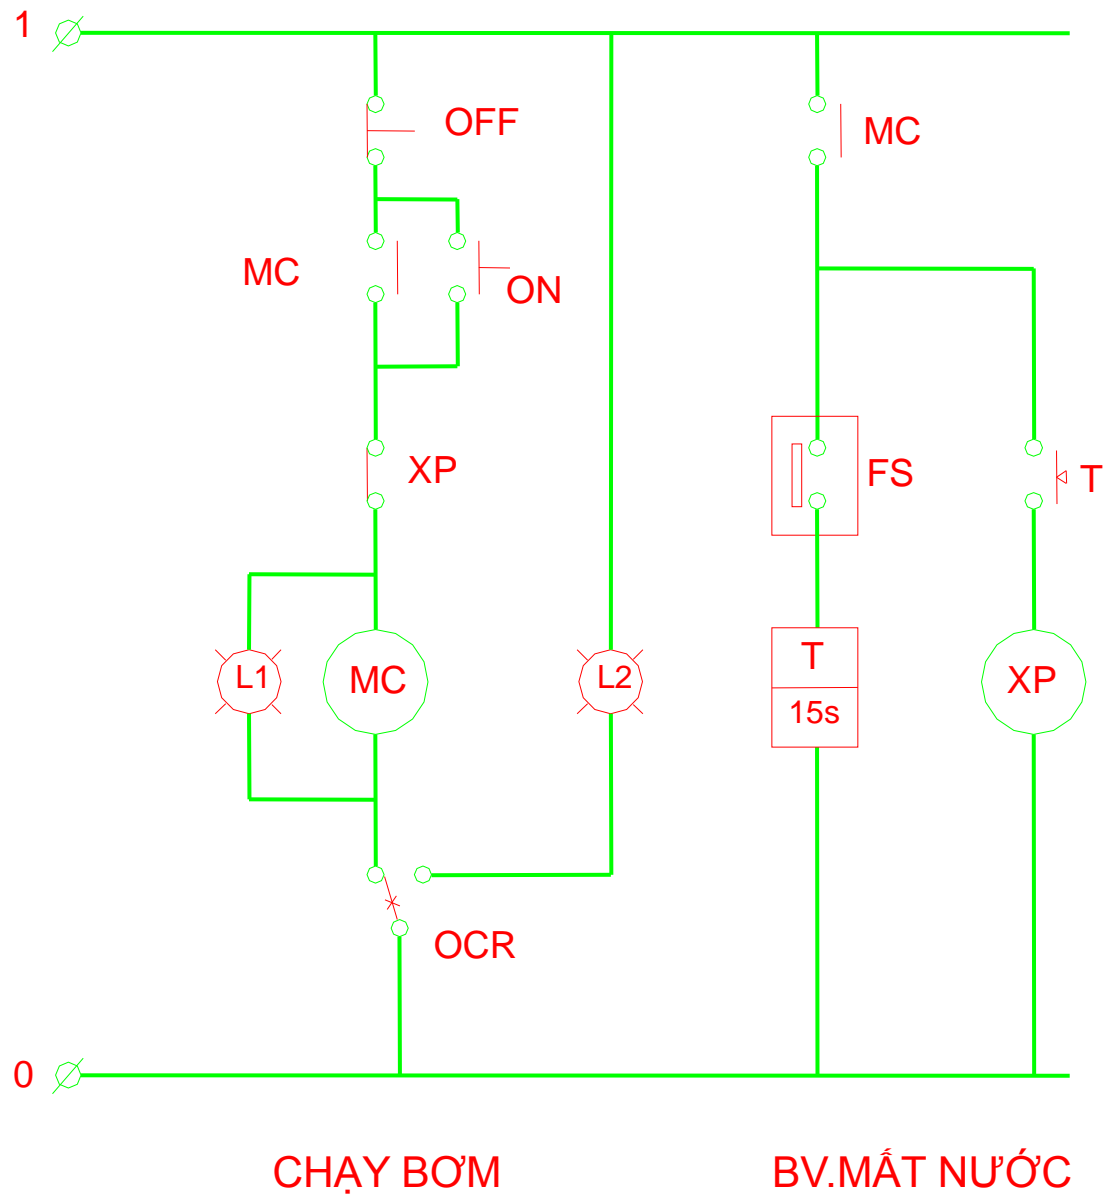 1
OFF
MC
MC
ON
XP
FS
T
L1
MC
L2
T
15s
XP
OCR
0
CHẠY BƠM
BV.MẤT NƯỚC